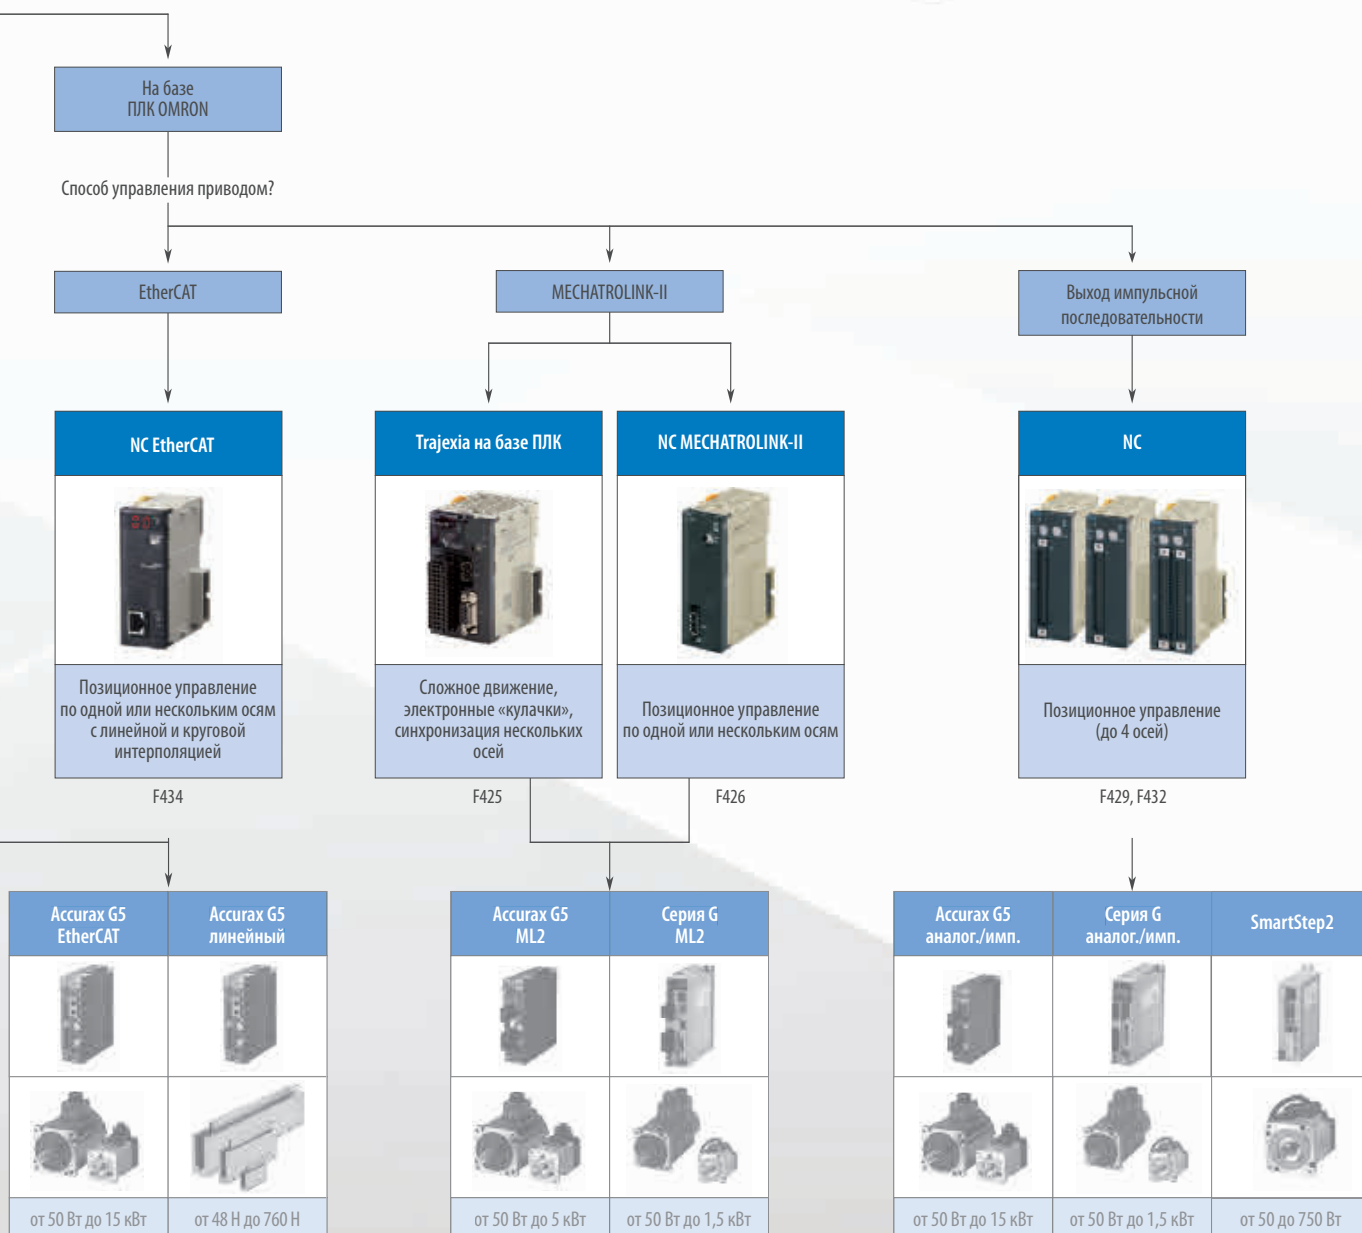 На базе
ПЛК OMRON
Способ управления приводом?
EtherCAT
MECHATROLINK-II
Выход импульсной
последовательности
NC EtherCAT
Trajexia на базе ПЛК
NC MECHATROLINK-II
NC
Позиционное управление
по одной или нескольким осям
с линейной и круговой
интерполяцией
Сложное движение,
электронные «кулачки»,
синхронизация нескольких
осей
Позиционное управление
по одной или нескольким осям
Позиционное управление
(до 4 осей)
F434
F425
F426
F429, F432
Accurax G5
EtherCAT
Accurax G5
линейный
Accurax G5
ML2
Серия G
ML2
Accurax G5
аналог./имп.
Серия G
аналог./имп.
SmartStep2
от 50 Вт до 15 кВт
от 48 Н до 760 Н
от 50 Вт до 5 кВт
от 50 Вт до 1,5 кВт
от 50 Вт до 15 кВт
от 50 Вт до 1,5 кВт
от 50 до 750 Вт